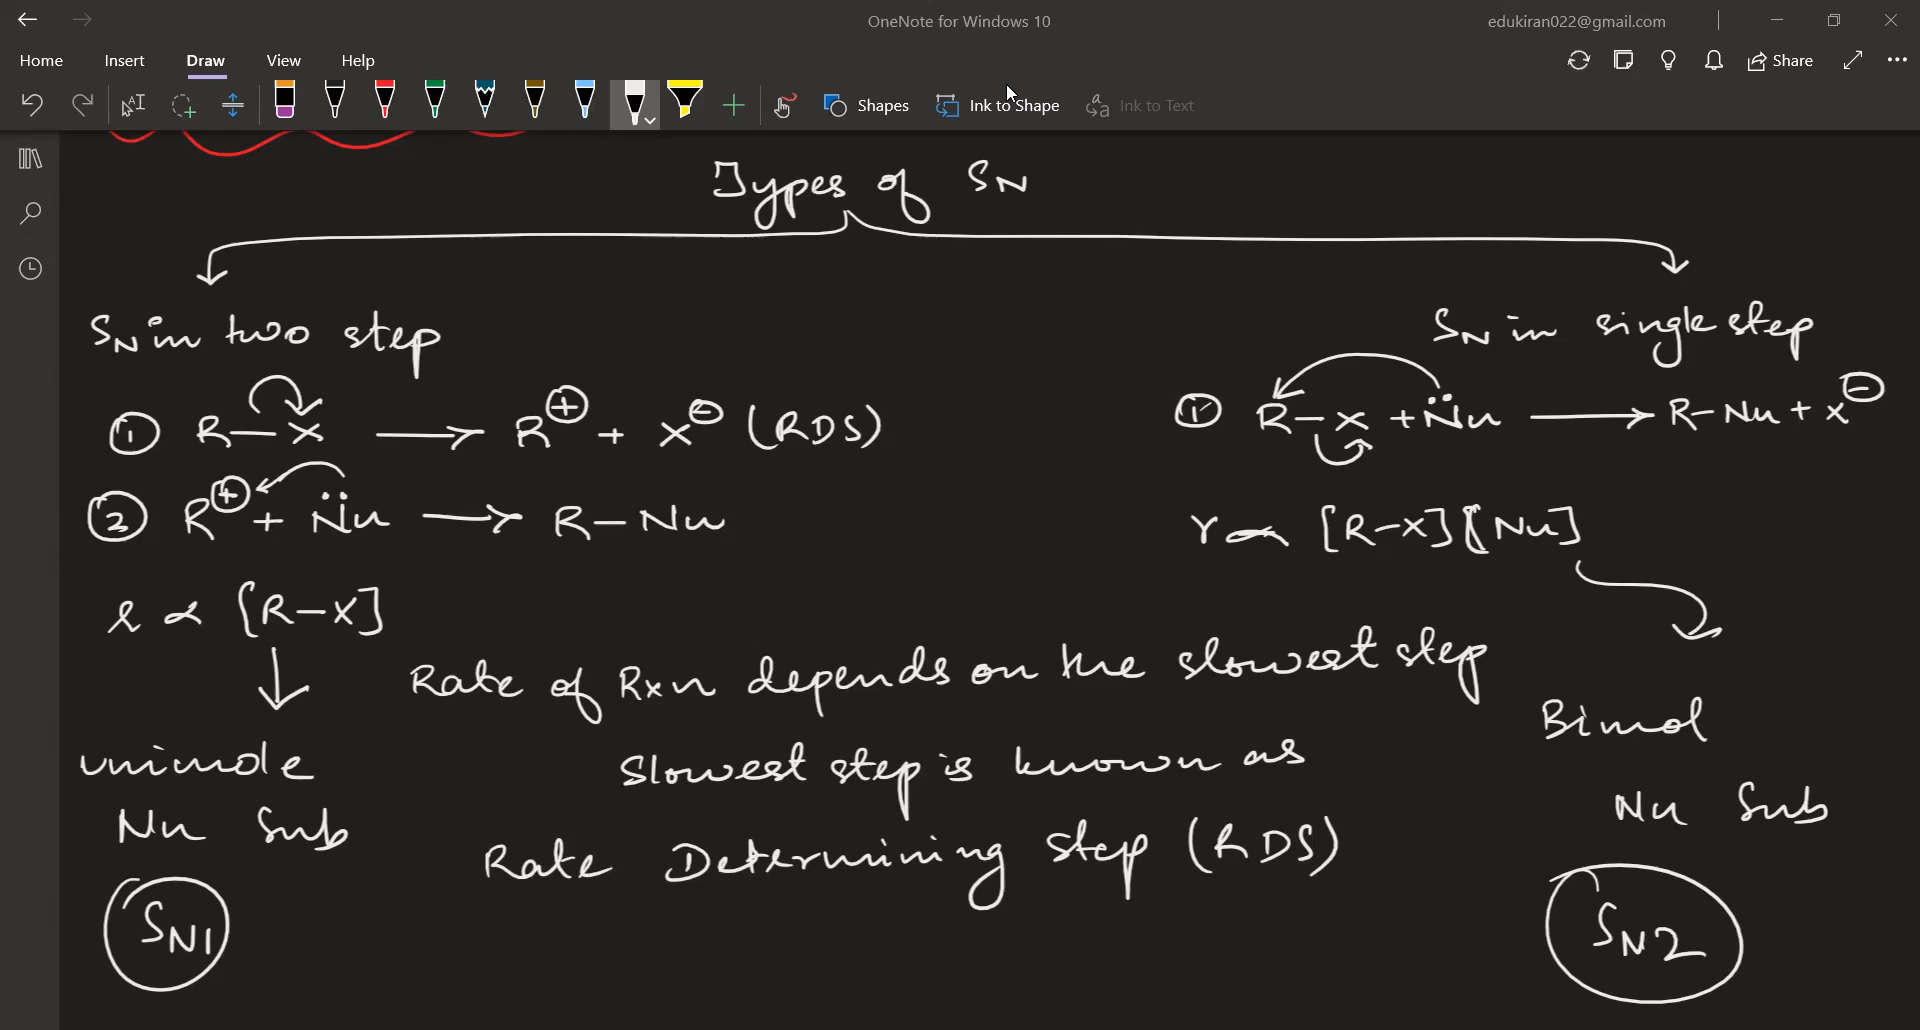 OneNote for Windows 10
edukiran022@gmail.com
Home Insert Draw View Help
Share
Shapes Ink to Shape Ink to Text
Types of SN
SN in two step
① R–X → R⊕ + X⊖ (RDS)
② R⊕ + N̈u → R–Nu
r ∝ [R–X]
unimole
Nu Sub
SN1
Rate of Rxn depends on the slowest step
Slowest step is known as
Rate Determining step (RDS)
SN in single step
① R–X + N̈u → R–Nu + X⊖
r ∝ [R–X][Nu]
Bimol
Nu Sub
SN2